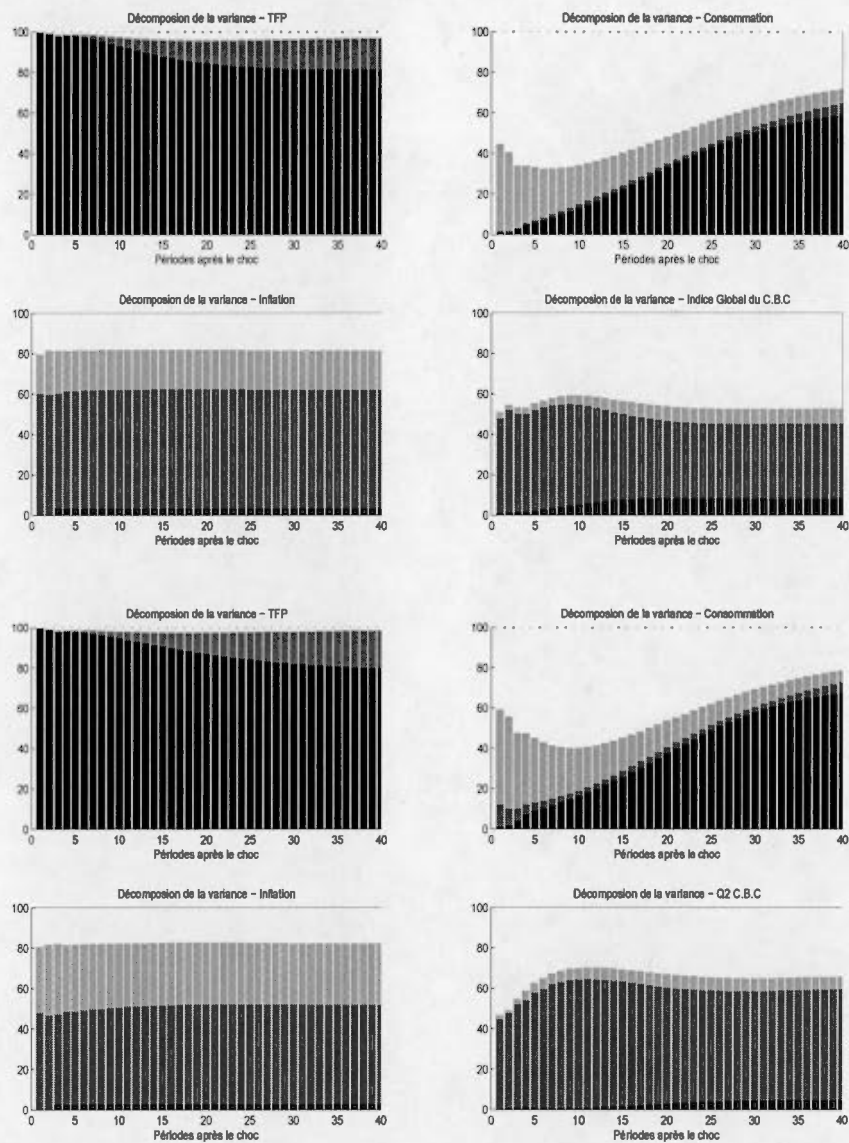 Décomposion de la variance – TFP
100
80
60
40
20
0
0 5 10 15 20 25 30 35 40
Périodes après le choc
Décomposion de la variance – Consommation
100
80
60
40
20
0
0 5 10 15 20 25 30 35 40
Périodes après le choc
Décomposion de la variance – Inflation
100
80
60
40
20
0
0 5 10 15 20 25 30 35 40
Périodes après le choc
Décomposion de la variance – Indice Global du C.B.C
100
80
60
40
20
0
0 5 10 15 20 25 30 35 40
Périodes après le choc
Décomposion de la variance – TFP
100
80
60
40
20
0
0 5 10 15 20 25 30 35 40
Périodes après le choc
Décomposion de la variance – Consommation
100
80
60
40
20
0
0 5 10 15 20 25 30 35 40
Périodes après le choc
Décomposion de la variance – Inflation
100
80
60
40
20
0
0 5 10 15 20 25 30 35 40
Périodes après le choc
Décomposion de la variance – Q2 C.B.C
100
80
60
40
20
0
0 5 10 15 20 25 30 35 40
Périodes après le choc